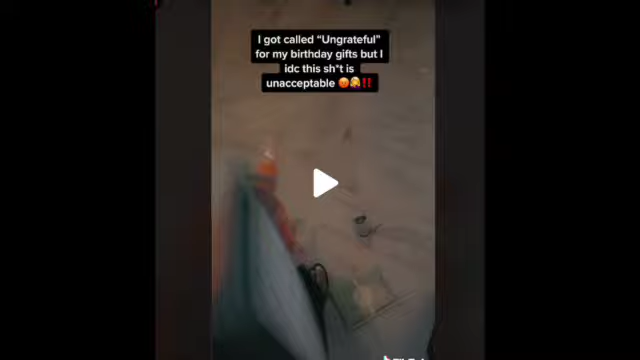 I got called “Ungrateful”
for my birthday gifts but I
idc this sh*t is
unacceptable 😡🤦‍♀️‼️